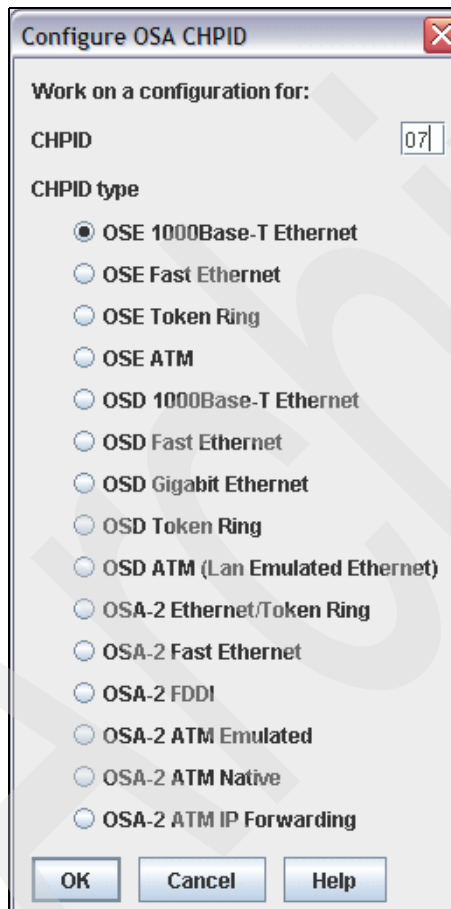 Configure OSA CHPID
Work on a configuration for:
CHPID 07
CHPID type
OSE 1000Base-T Ethernet
OSE Fast Ethernet
OSE Token Ring
OSE ATM
OSD 1000Base-T Ethernet
OSD Fast Ethernet
OSD Gigabit Ethernet
OSD Token Ring
OSD ATM (Lan Emulated Ethernet)
OSA-2 Ethernet/Token Ring
OSA-2 Fast Ethernet
OSA-2 FDDI
OSA-2 ATM Emulated
OSA-2 ATM Native
OSA-2 ATM IP Forwarding
OK Cancel Help